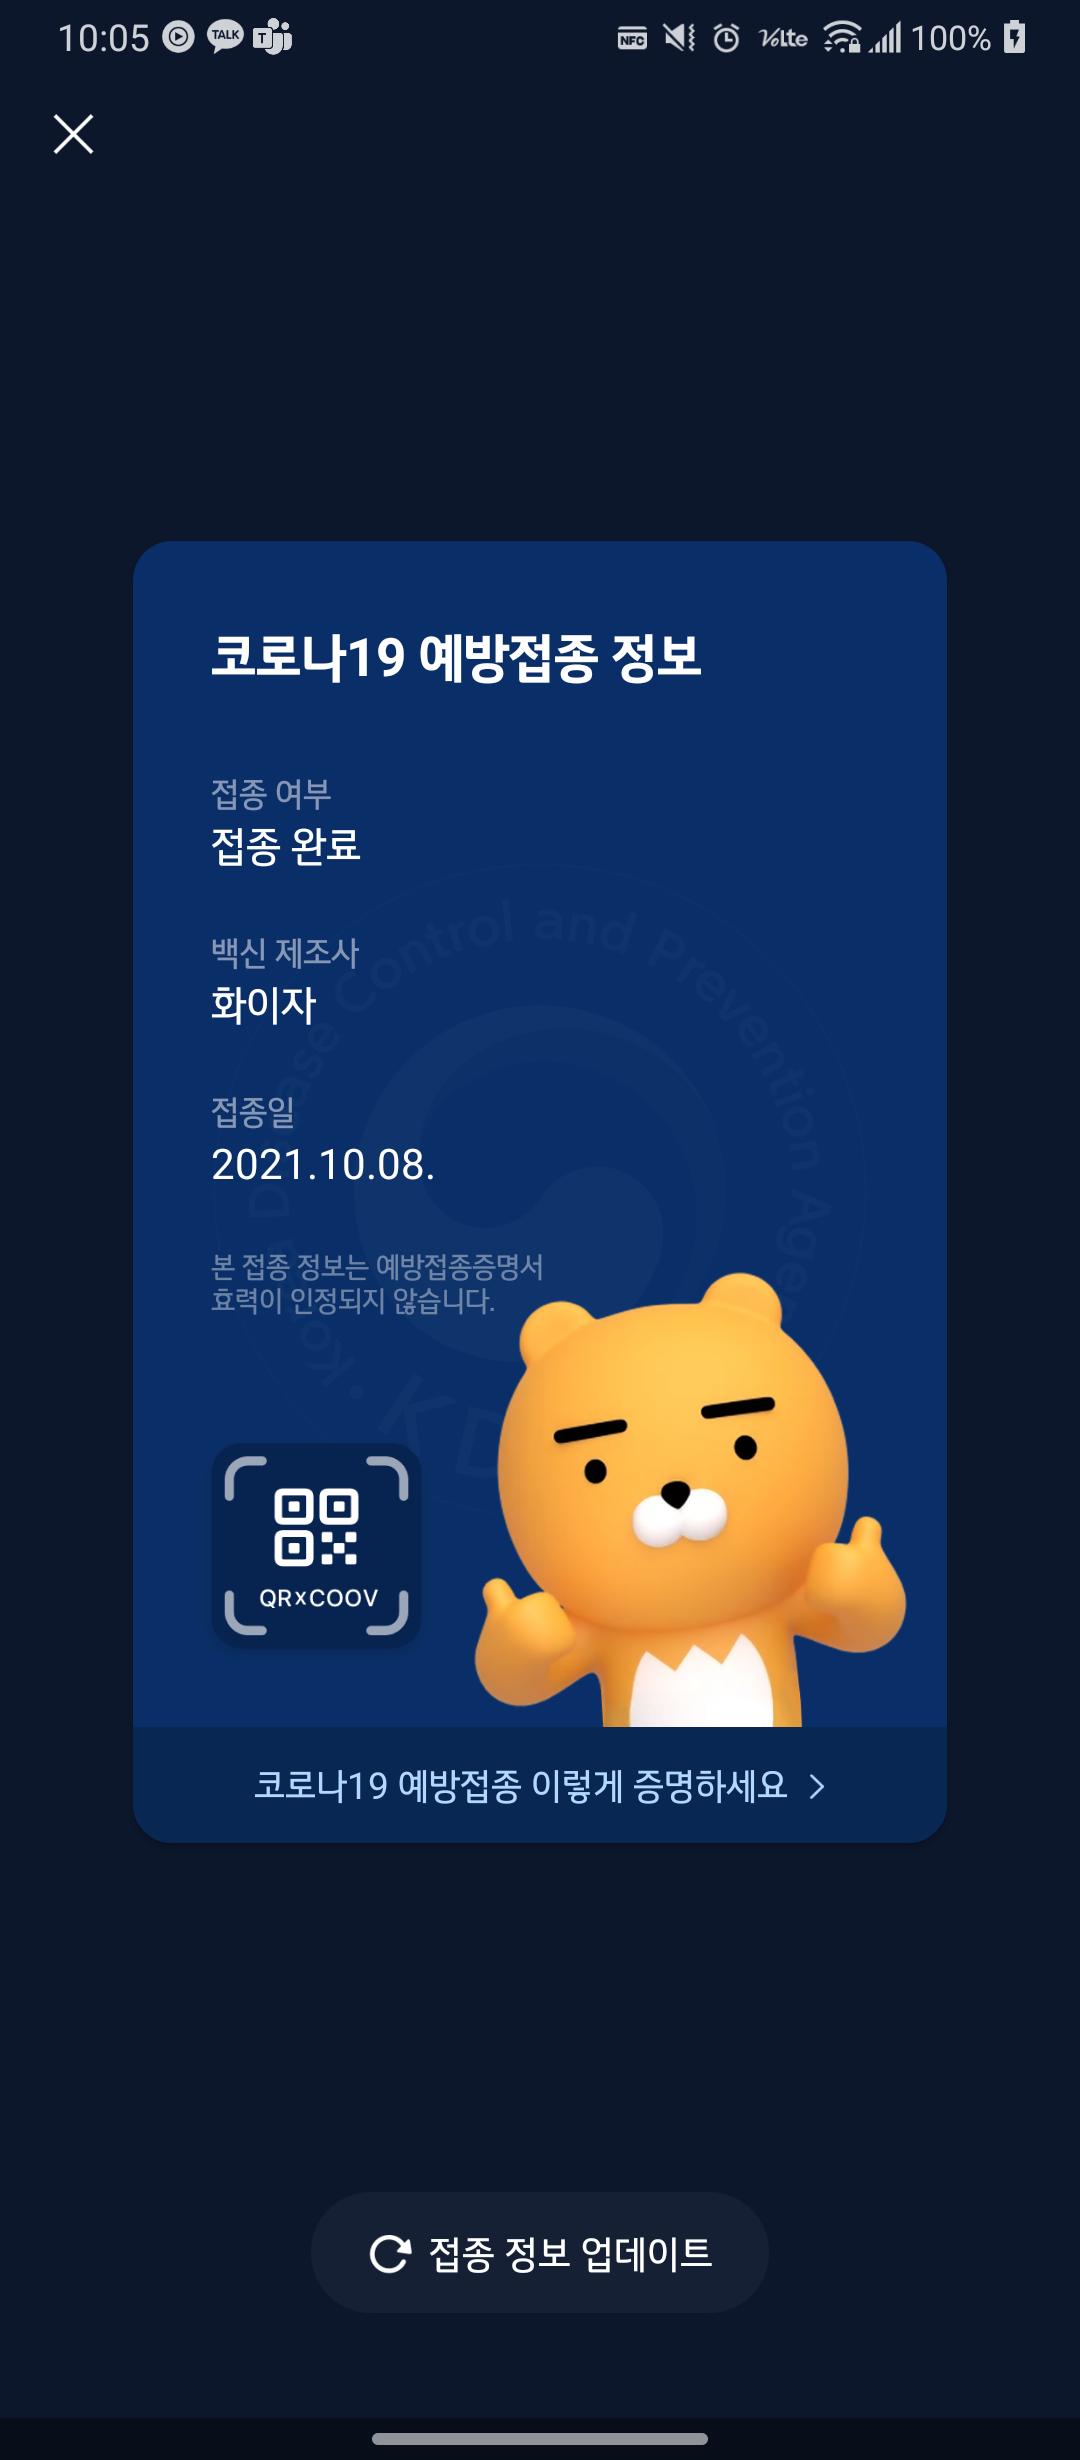 10:05 TALK T NFC Volte 100%
코로나19 예방접종 정보
접종 여부
접종 완료
백신 제조사
화이자
접종일
2021.10.08.
본 접종 정보는 예방접종증명서
효력이 인정되지 않습니다.
Disease Control and Prevention
QR×COOV
코로나19 예방접종 이렇게 증명하세요 >
접종 정보 업데이트